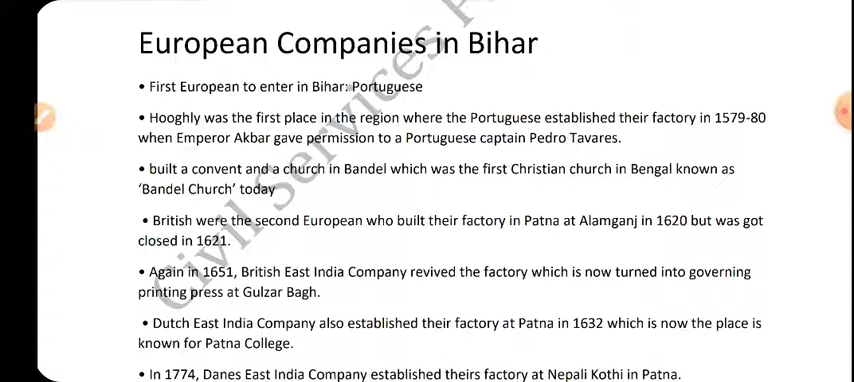 European Companies in Bihar
• First European to enter in Bihar: Portuguese
• Hooghly was the first place in the region where the Portuguese established their factory in 1579-80
when Emperor Akbar gave permission to a Portuguese captain Pedro Tavares.
• built a convent and a church in Bandel which was the first Christian church in Bengal known as
‘Bandel Church’ today
• British were the second European who built their factory in Patna at Alamganj in 1620 but was got
closed in 1621.
• Again in 1651, British East India Company revived the factory which is now turned into governing
printing press at Gulzar Bagh.
• Dutch East India Company also established their factory at Patna in 1632 which is now the place is
known for Patna College.
• In 1774, Danes East India Company established theirs factory at Nepali Kothi in Patna.
Civil Services